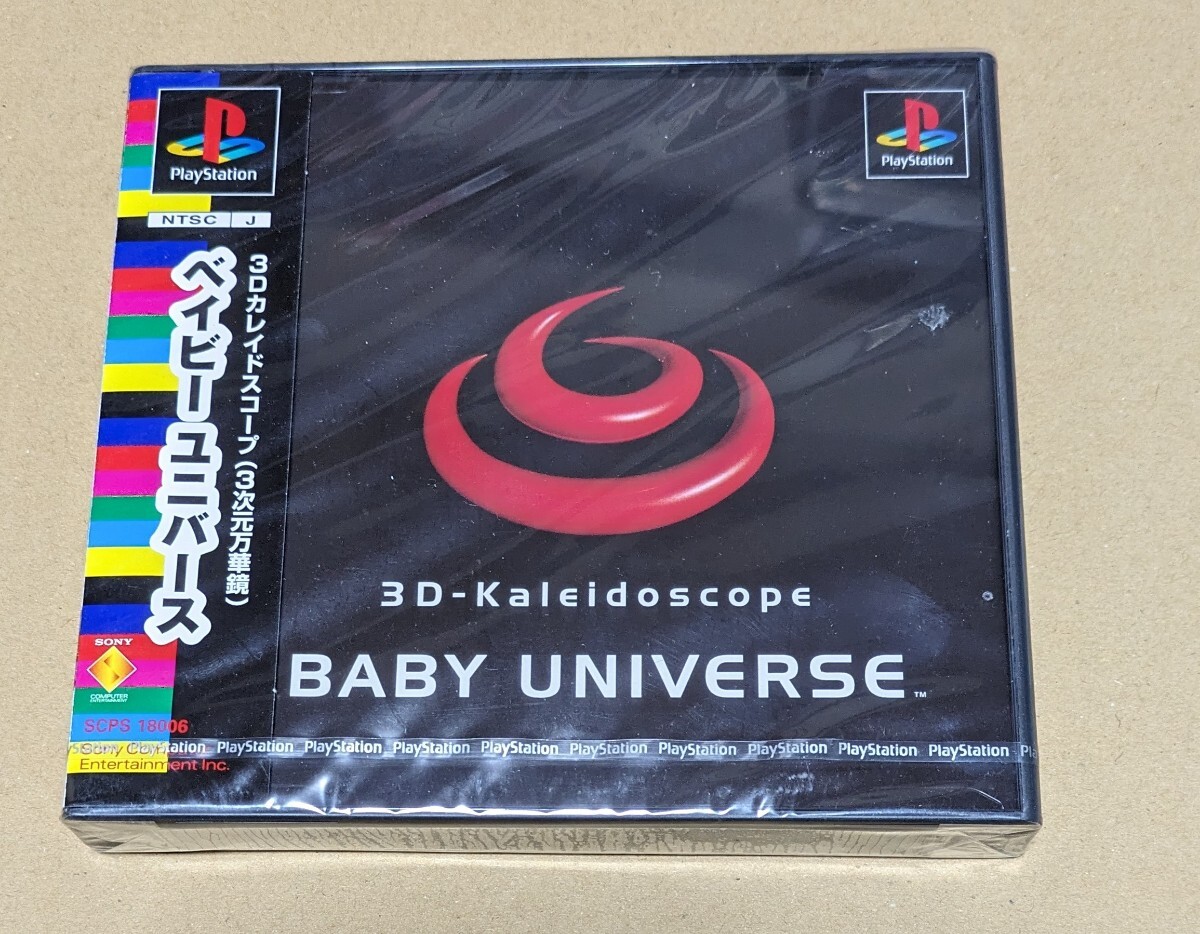 PlayStation
NTSC J
3Dカレイドスコープ(3次元万華鏡)
ベイビーユニバース
SONY
COMPUTER
ENTERTAINMENT
SCPS 18006
Entertainment Inc.
PlayStation
3D-Kaleidoscope
BABY UNIVERSE™
PlayStation PlayStation PlayStation PlayStation PlayStation PlayStation PlayStation PlayStation PlayStation PlayStation